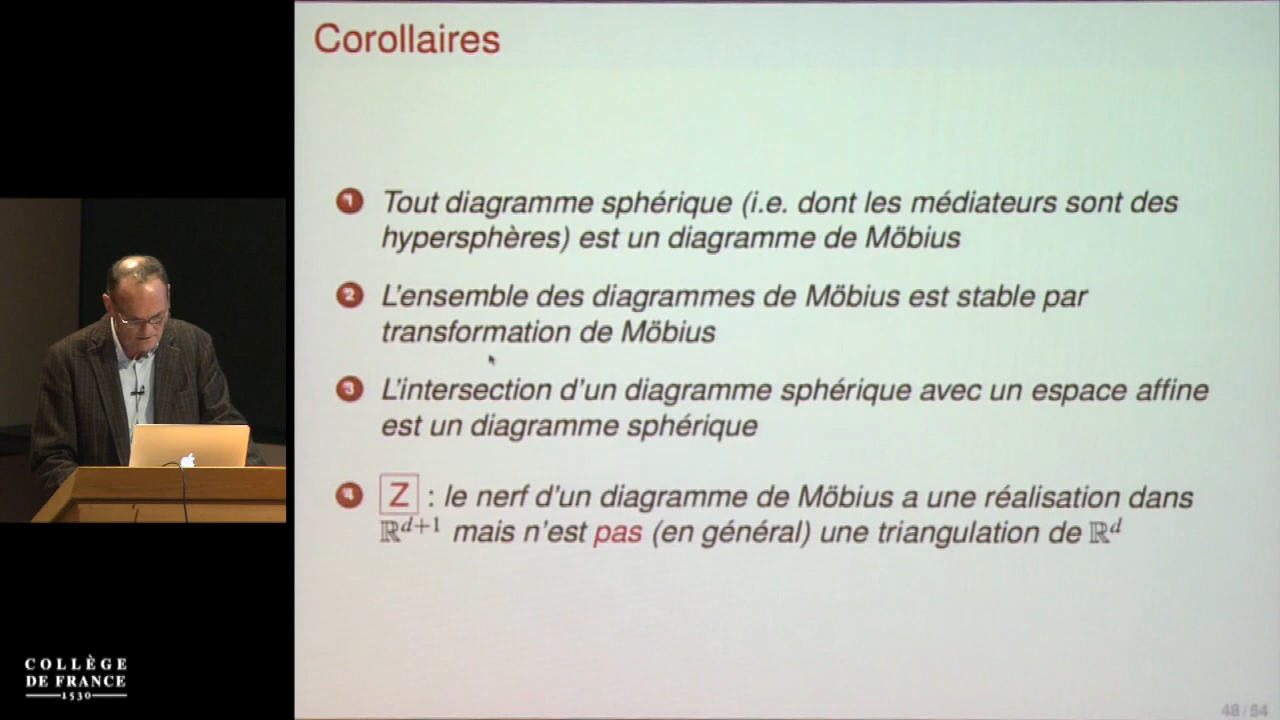 Corollaires
1 Tout diagramme sphérique (i.e. dont les médiateurs sont des
hypersphères) est un diagramme de Möbius
2 L'ensemble des diagrammes de Möbius est stable par
transformation de Möbius
3 L'intersection d'un diagramme sphérique avec un espace affine
est un diagramme sphérique
4 Z : le nerf d'un diagramme de Möbius a une réalisation dans
ℝ^{d+1} mais n'est pas (en général) une triangulation de ℝ^d
COLLÈGE
DE FRANCE
1530
48/54